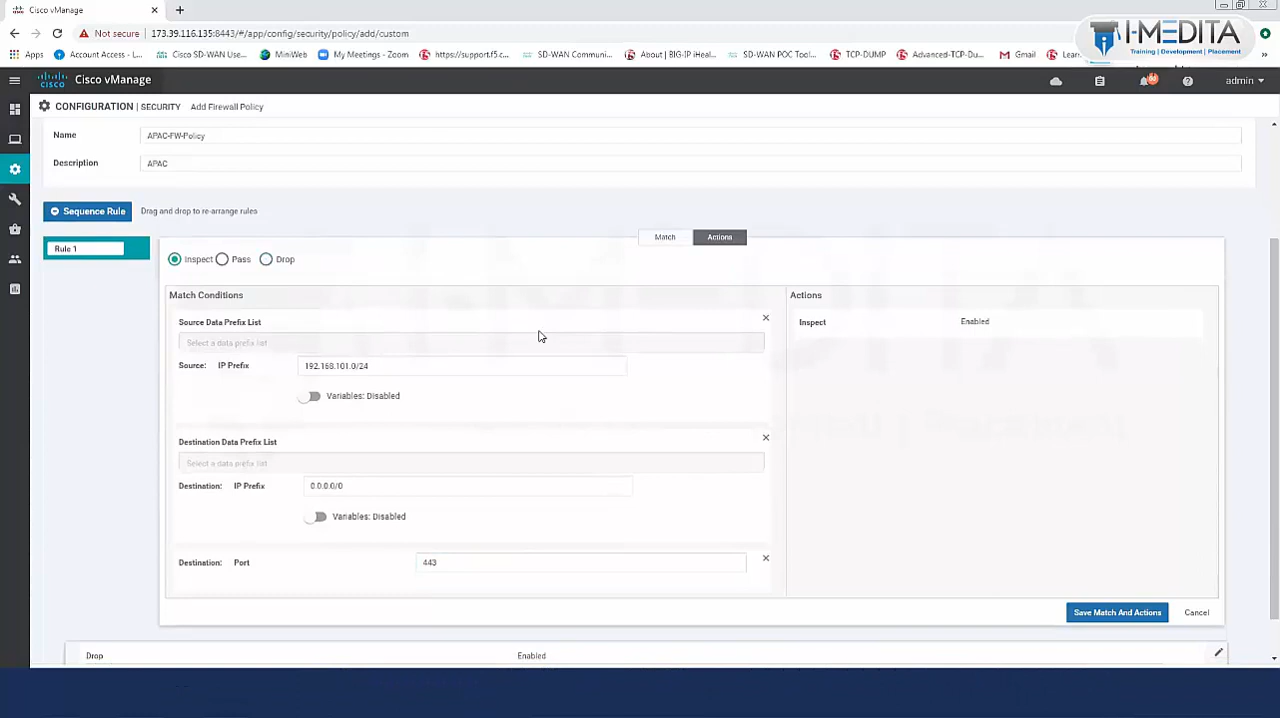 Cisco vManage
Not secure 173.39.116.135:8443/#/app/config/security/policy/add/custom
Apps Account Access - I... Cisco SD-WAN Use... MiniWeb My Meetings - Zoom https://support.f5.c... SD-WAN Communi... About | BIG-IP iHeal... SD-WAN POC Tool... TCP-DUMP Advanced-TCP-Du... Gmail Lear
I-MEDITA
Training | Development | Placement
cisco Cisco vManage
admin
CONFIGURATION | SECURITY Add Firewall Policy
Name APAC-FW-Policy
Description APAC
Sequence Rule Drag and drop to re-arrange rules
Match Actions
Rule 1
Inspect Pass Drop
Match Conditions Actions
Source Data Prefix List
Inspect Enabled
Select a data prefix list
Source: IP Prefix 192.168.101.0/24
Variables: Disabled
Destination Data Prefix List
Select a data prefix list
Destination: IP Prefix 0.0.0.0/0
Variables: Disabled
Destination: Port 443
Save Match And Actions Cancel
Drop Enabled